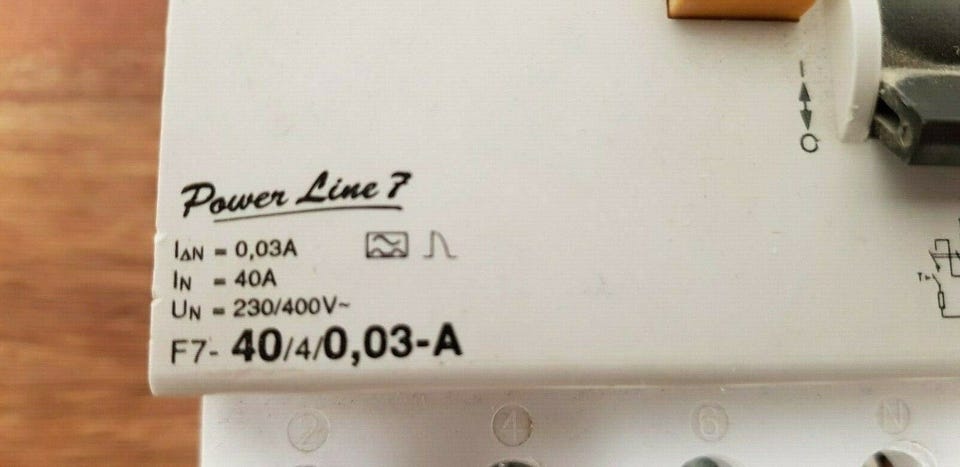 I
O
Power Line 7
IΔN = 0,03A
IN = 40A
UN = 230/400V~
F7- 40/4/0,03-A
T
2 4 6 N